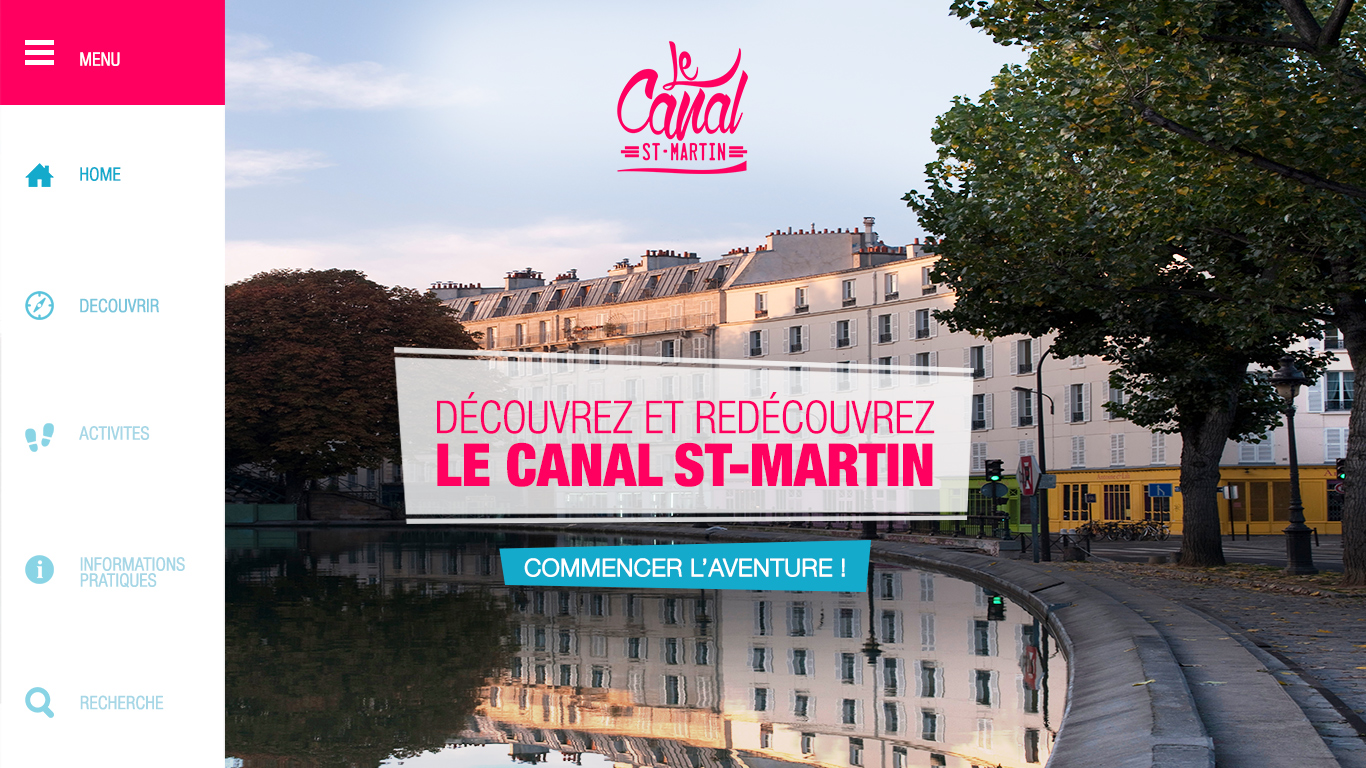 MENU
HOME
DECOUVRIR
ACTIVITES
INFORMATIONS
PRATIQUES
RECHERCHE
Le
Canal
ST-MARTIN
DÉCOUVREZ ET REDÉCOUVREZ
LE CANAL ST-MARTIN
COMMENCER L'AVENTURE !